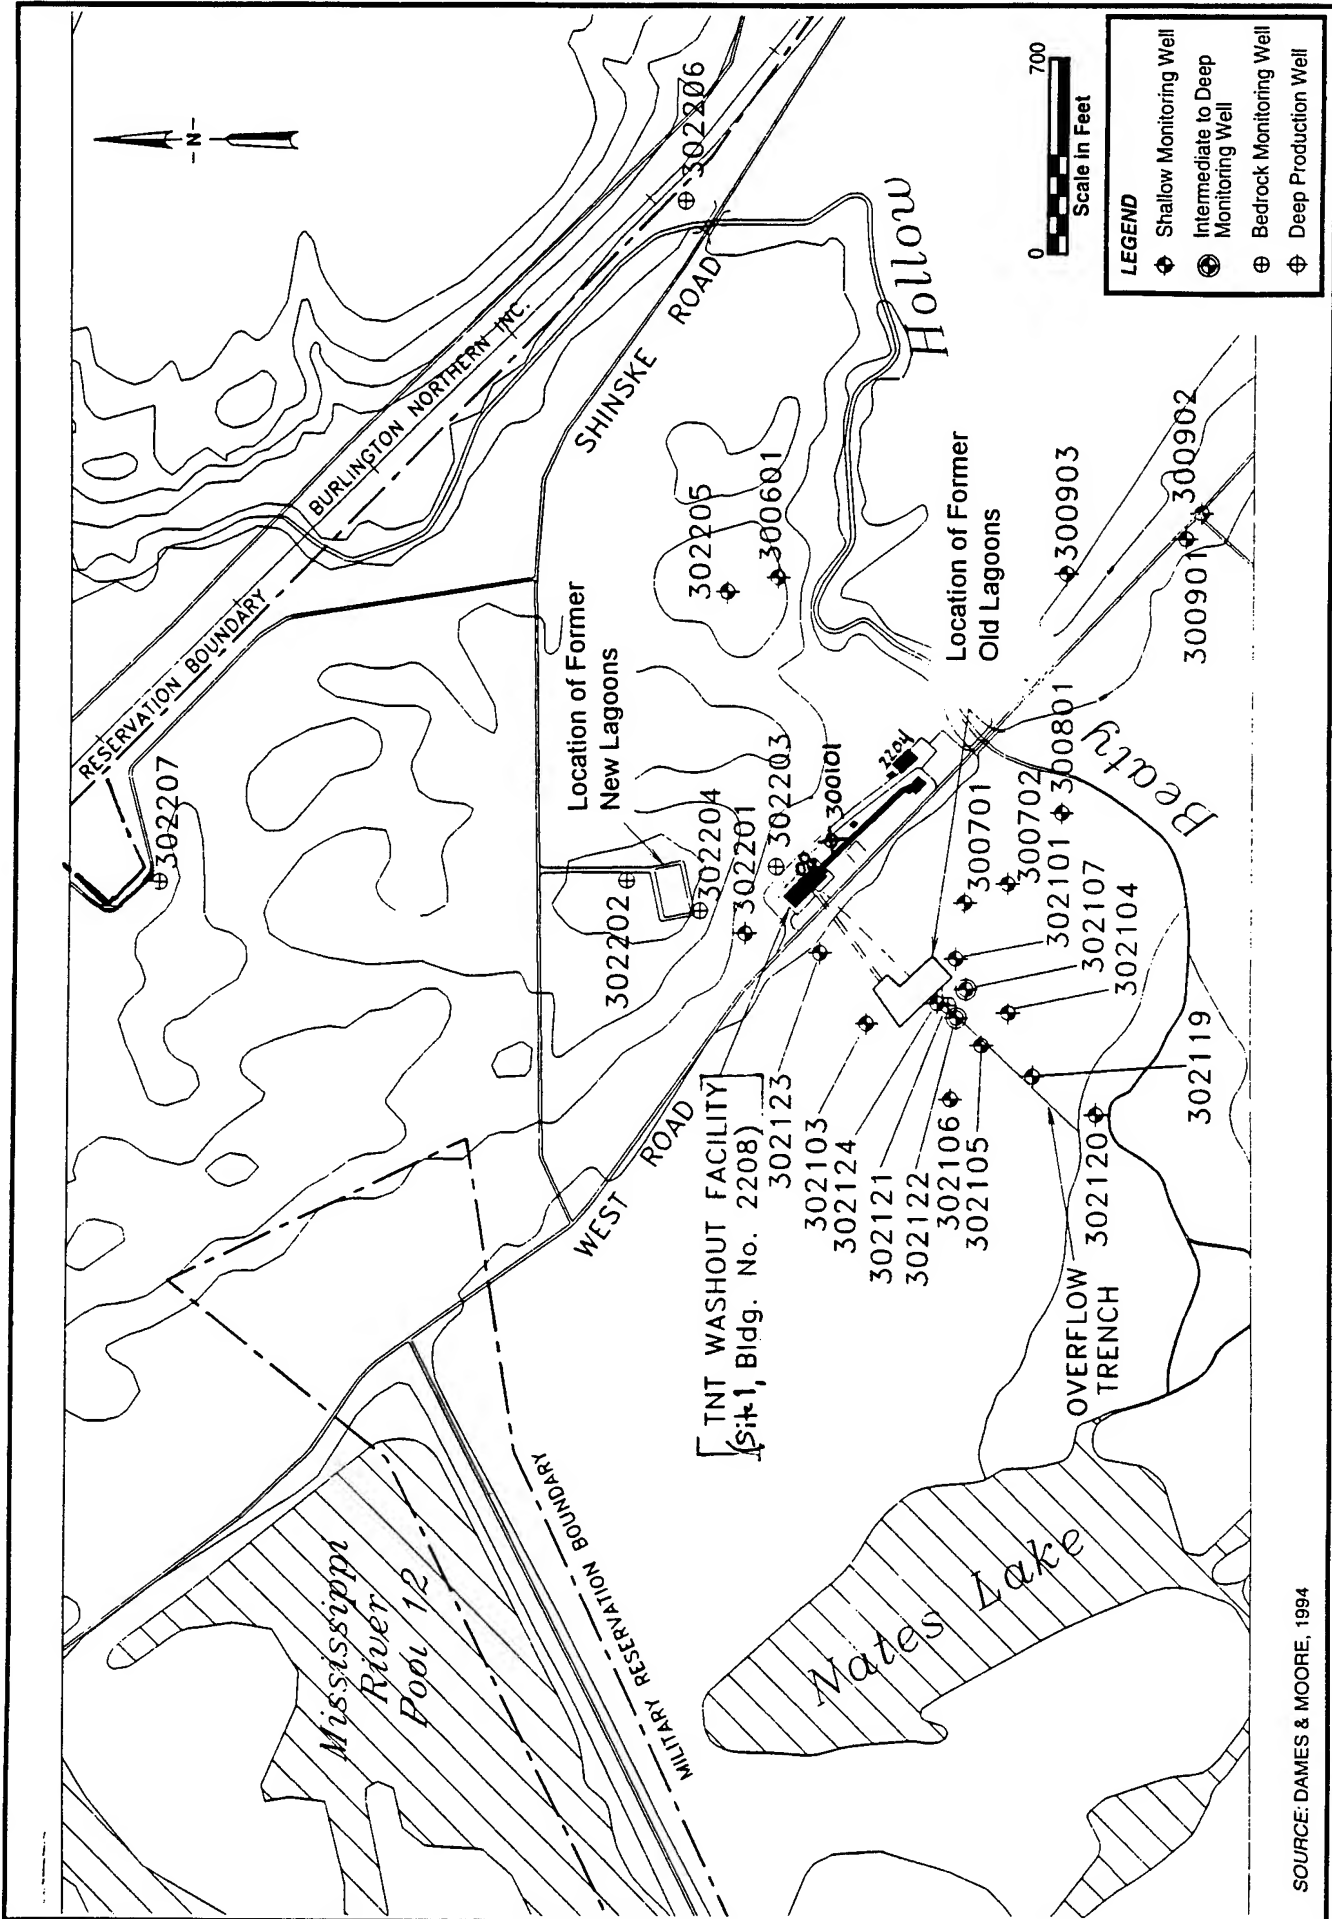 -N-
302206
RESERVATION BOUNDARY
BURLINGTON NORTHERN INC.
302207
SHINSKE ROAD
Mississippi
River
Pool 12
MILITARY RESERVATION BOUNDARY
WEST ROAD
Location of Former
New Lagoons
302202
302204
302201
302203
302205
300601
300101
2204
TNT WASHOUT FACILITY
(Site 1, Bldg. No. 2208)
302123
302103
302124
302121
302122
302106
302105
Location of Former
Old Lagoons
300701
300702
300801
302101
302107
302104
302119
302120
OVERFLOW
TRENCH
300903
300901
300902
Beaty
Hollow
Nates Lake
0
700
Scale in Feet
LEGEND
Shallow Monitoring Well
Intermediate to Deep
Monitoring Well
Bedrock Monitoring Well
Deep Production Well
SOURCE: DAMES & MOORE, 1994